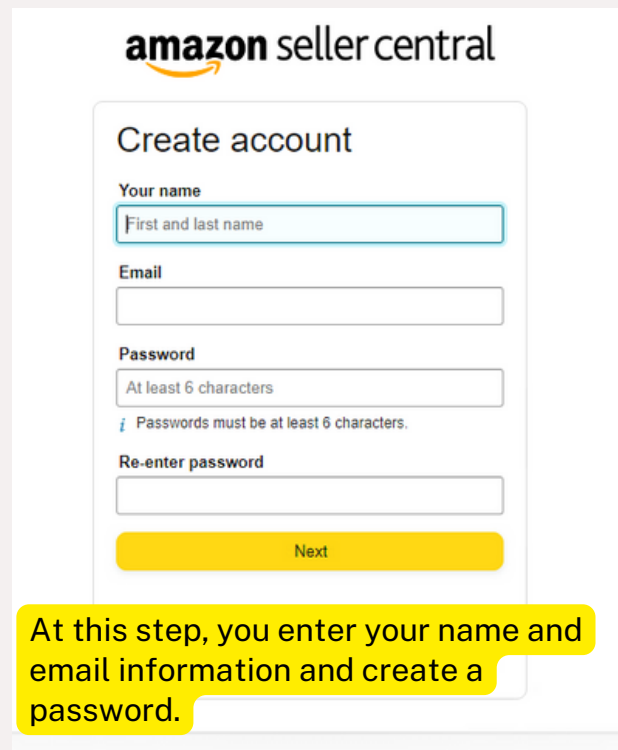 amazon seller central
Create account
Your name
First and last name
Email
Password
At least 6 characters
i Passwords must be at least 6 characters.
Re-enter password
Next
At this step, you enter your name and
email information and create a
password.